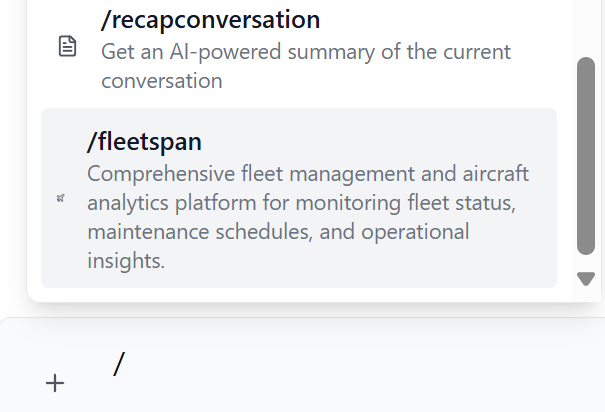 /recapconversation
Get an AI-powered summary of the current
conversation
/fleetspan
Comprehensive fleet management and aircraft
analytics platform for monitoring fleet status,
maintenance schedules, and operational
insights.
/